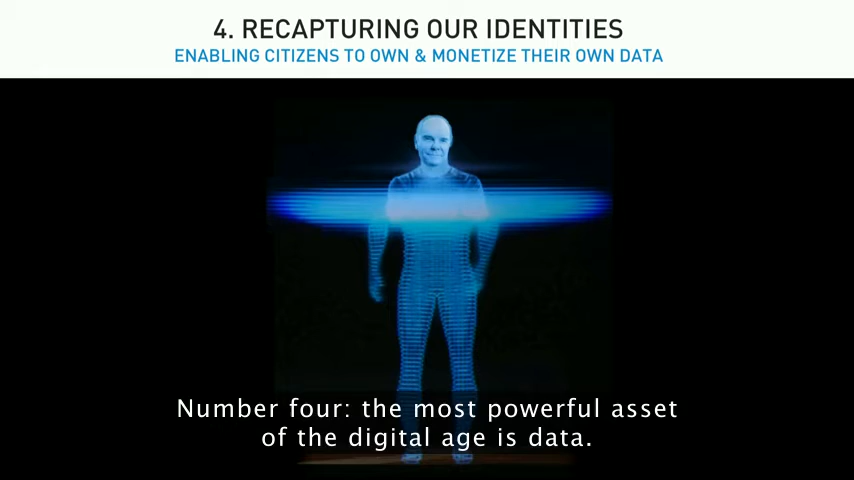 4. RECAPTURING OUR IDENTITIES
ENABLING CITIZENS TO OWN & MONETIZE THEIR OWN DATA
Number four: the most powerful asset
of the digital age is data.